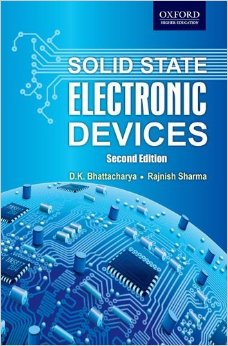 OXFORD
HIGHER EDUCATION
SOLID STATE
ELECTRONIC
DEVICES
Second Edition
D.K. Bhattacharya • Rajnish Sharma